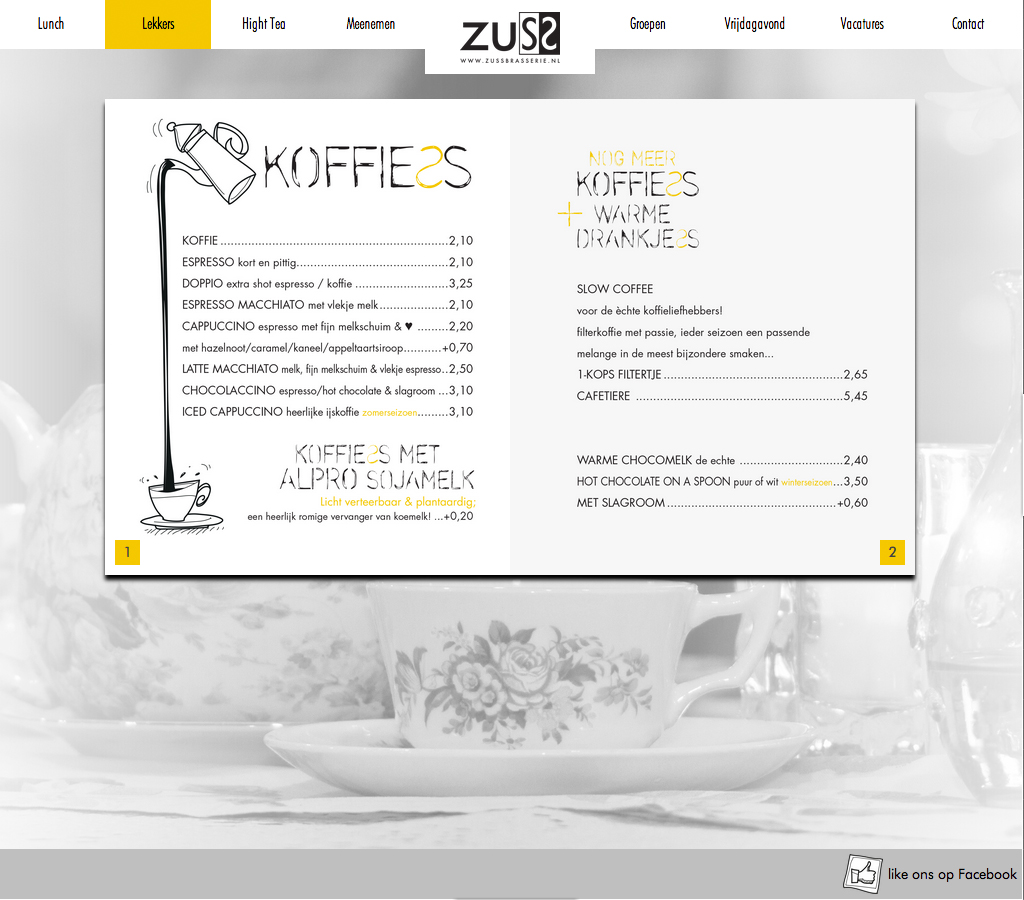 Lunch
Lekkers
Hight Tea
Meenemen
ZUSS
WWW.ZUSSBRASSERIE.NL
Groepen
Vrijdagavond
Vacatures
Contact
KOFFIESS
KOFFIE ..........................................................2,10
ESPRESSO kort en pittig.......................................2,10
DOPPIO extra shot espresso / koffie ........................3,25
ESPRESSO MACCHIATO met vlekje melk..................2,10
CAPPUCCINO espresso met fijn melkschuim & ♥ ........2,20
met hazelnoot/caramel/kaneel/appeltaartsiroop..........+0,70
LATTE MACCHIATO melk, fijn melkschuim & vlekje espresso..2,50
CHOCOLACCINO espresso/hot chocolate & slagroom ...3,10
ICED CAPPUCCINO heerlijke ijskoffie zomerseizoen........3,10
KOFFIESS MET
ALPRO SOJAMELK
Licht verteerbaar & plantaardig;
een heerlijk romige vervanger van koemelk! ...+0,20
1
NOG MEER
KOFFIESS
+ WARME
DRANKJESS
SLOW COFFEE
voor de èchte koffieliefhebbers!
filterkoffie met passie, ieder seizoen een passende
melange in de meest bijzondere smaken...
1-KOPS FILTERTJE..............................................2,65
CAFETIERE .....................................................5,45
WARME CHOCOMELK de echte ..........................2,40
HOT CHOCOLATE ON A SPOON puur of wit winterseizoen...3,50
MET SLAGROOM...........................................+0,60
2
like ons op Facebook